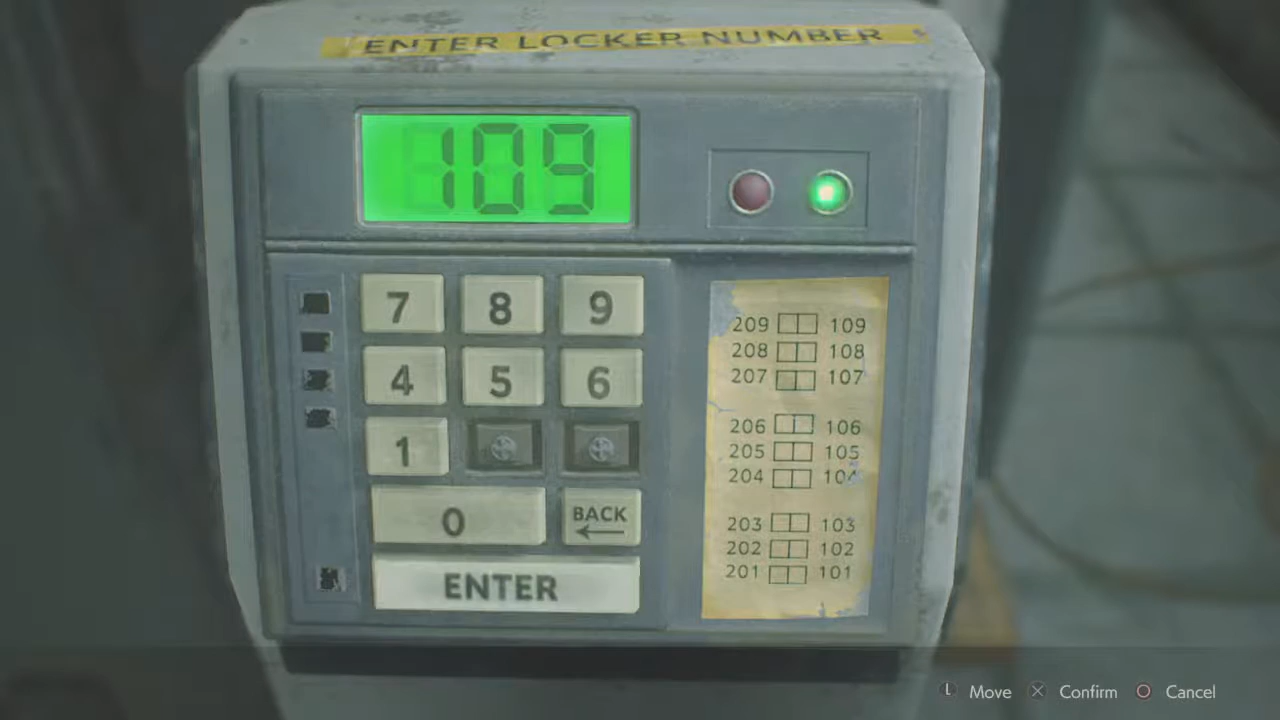 ENTER LOCKER NUMBER
109
7 8 9
4 5 6
1
0 BACK
ENTER
209 109
208 108
207 107
206 106
205 105
204 104
203 103
202 102
201 101
L Move Confirm Cancel